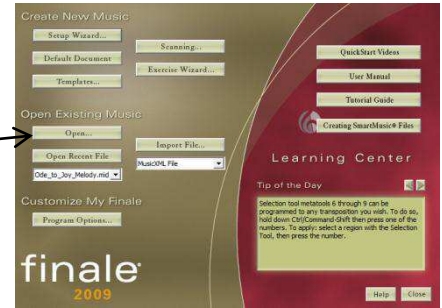 Create New Music
Setup Wizard...
Scanning...
Default Document
Exercise Wizard...
Templates...
Open Existing Music
Open...
Import File...
Open Recent File
MusicXML File
Ode_to_Joy_Melody.mid
Customize My Finale
Program Options...
finale
2009
QuickStart Videos
User Manual
Tutorial Guide
Creating SmartMusic® Files
Learning Center
Tip of the Day
Selection tool metatools 6 through 9 can be
programmed to any transposition you wish. To do so,
hold down Ctrl/Command-Shift then press one of the
numbers. To apply: select a region with the Selection
Tool, then press the number.
Help
Close